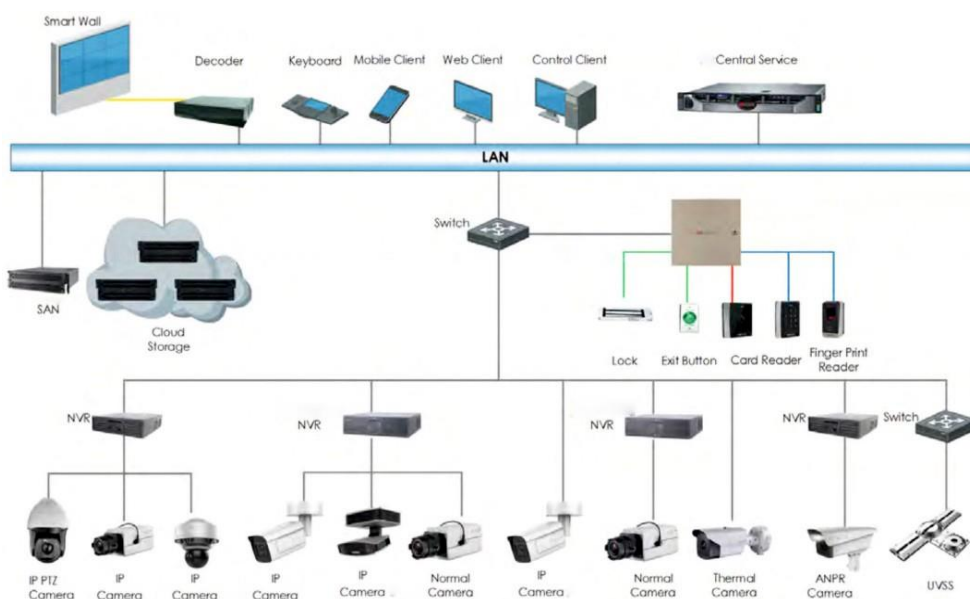 Smart Wall
Decoder
Keyboard
Mobile Client
Web Client
Control Client
Central Service
LAN
Switch
SAN
Cloud
Storage
Lock
Exit Button
Card Reader
Finger Print
Reader
NVR
NVR
NVR
NVR
Switch
IP PTZ
Camera
IP
Camera
IP
Camera
IP
Camera
IP
Camera
Normal
Camera
IP
Camera
Normal
Camera
Thermal
Camera
ANPR
Camera
UVSS